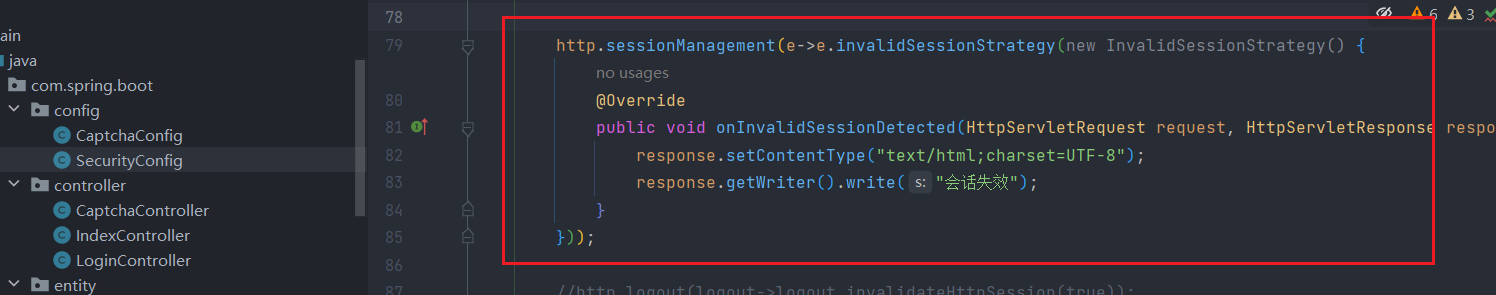 ain
java
com.spring.boot
config
CaptchaConfig
SecurityConfig
controller
CaptchaController
IndexController
LoginController
entity
6 3
78
79 http.sessionManagement(e->e.invalidSessionStrategy(new InvalidSessionStrategy() {
no usages
80 @Override
81 public void onInvalidSessionDetected(HttpServletRequest request, HttpServletResponse respo
82 response.setContentType("text/html;charset=UTF-8");
83 response.getWriter().write( s: "会话失效");
84 }
85 }));
86
87 //http.logout(logout->logout.invalidateHttpSession(true));